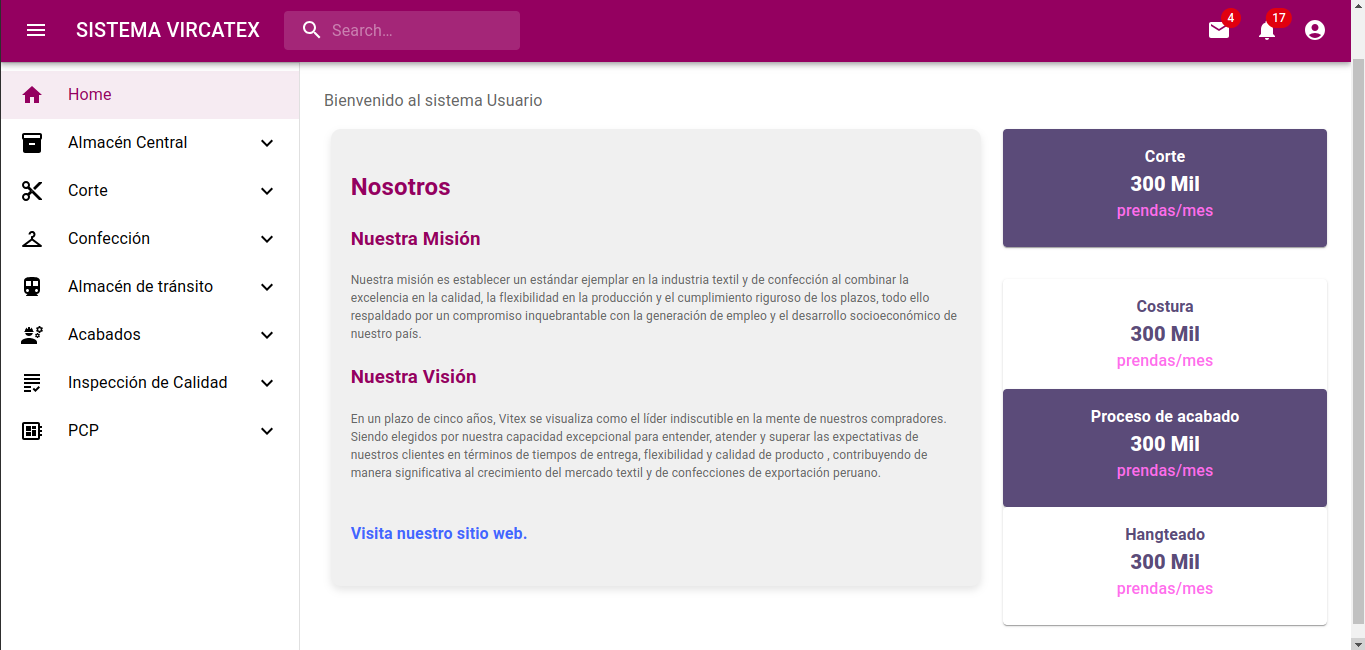 SISTEMA VIRCATEX
Search…
4
17
Home
Almacén Central
Corte
Confección
Almacén de tránsito
Acabados
Inspección de Calidad
PCP
Bienvenido al sistema Usuario
Nosotros
Nuestra Misión
Nuestra misión es establecer un estándar ejemplar en la industria textil y de confección al combinar la
excelencia en la calidad, la flexibilidad en la producción y el cumplimiento riguroso de los plazos, todo ello
respaldado por un compromiso inquebrantable con la generación de empleo y el desarrollo socioeconómico de
nuestro país.
Nuestra Visión
En un plazo de cinco años, Vitex se visualiza como el líder indiscutible en la mente de nuestros compradores.
Siendo elegidos por nuestra capacidad excepcional para entender, atender y superar las expectativas de
nuestros clientes en términos de tiempos de entrega, flexibilidad y calidad de producto , contribuyendo de
manera significativa al crecimiento del mercado textil y de confecciones de exportación peruano.
Visita nuestro sitio web.
Corte
300 Mil
prendas/mes
Costura
300 Mil
prendas/mes
Proceso de acabado
300 Mil
prendas/mes
Hangteado
300 Mil
prendas/mes